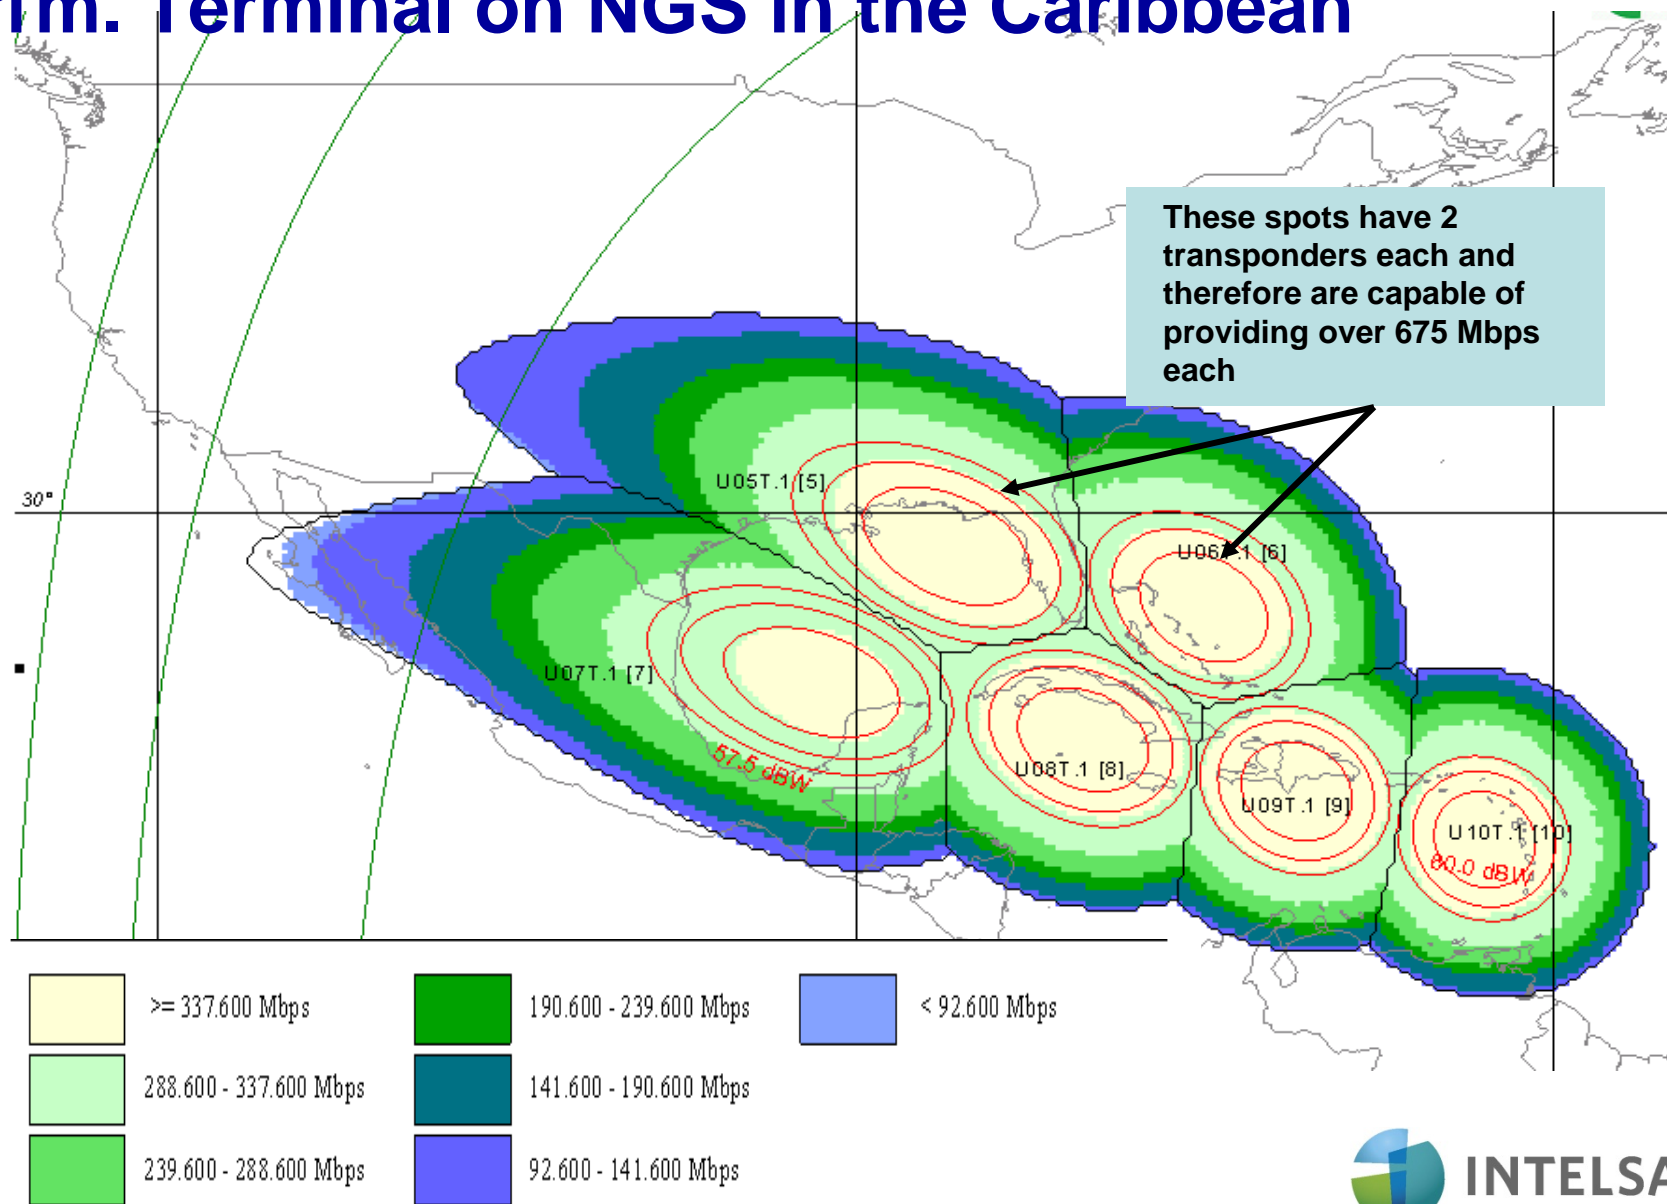 1m. Terminal on NGS in the Caribbean
These spots have 2
transponders each and
therefore are capable of
providing over 675 Mbps
each
30°
U05T.1 [5]
U06T.1 [6]
U07T.1 [7]
57.5 dBW
U08T.1 [8]
U09T.1 [9]
U10T.1 [10]
60.0 dBW
>= 337.600 Mbps
190.600 - 239.600 Mbps
< 92.600 Mbps
288.600 - 337.600 Mbps
141.600 - 190.600 Mbps
239.600 - 288.600 Mbps
92.600 - 141.600 Mbps
INTELSA